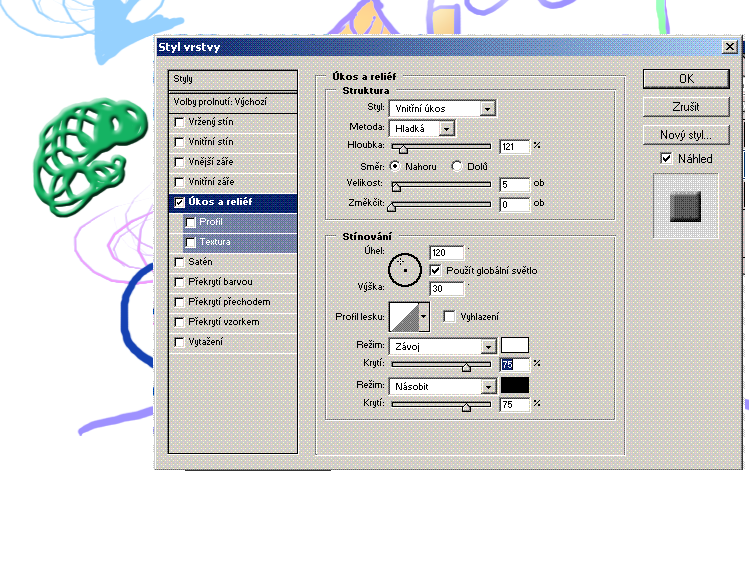 Styl vrstvy
Styly
Volby prolnutí: Výchozí
Vržený stín
Vnitřní stín
Vnější záře
Vnitřní záře
Úkos a reliéf
Profil
Textura
Satén
Překrytí barvou
Překrytí přechodem
Překrytí vzorkem
Vytažení
Úkos a reliéf
Struktura
Styl: Vnitřní úkos
Metoda: Hladká
Hloubka: 121 %
Směr: Nahoru Dolů
Velikost: 5 ob
Změkčit: 0 ob
Stínování
Úhel: 120 °
Použít globální světlo
Výška: 30 °
Profil lesku: Vyhlazení
Režim: Závoj
Krytí: 75 %
Režim: Násobit
Krytí: 75 %
OK
Zrušit
Nový styl...
Náhled